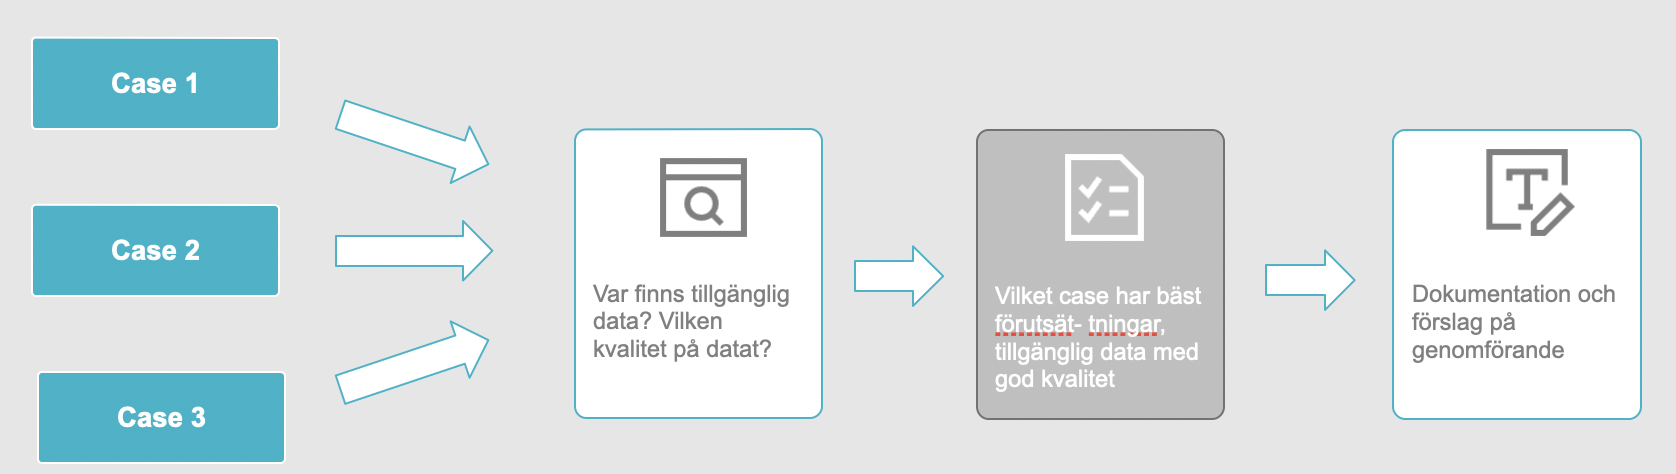 Case 1
Case 2
Case 3
Var finns tillgänglig
data? Vilken
kvalitet på datat?
Vilket case har bäst
förutsät- tningar,
tillgänglig data med
god kvalitet
Dokumentation och
förslag på
genomförande